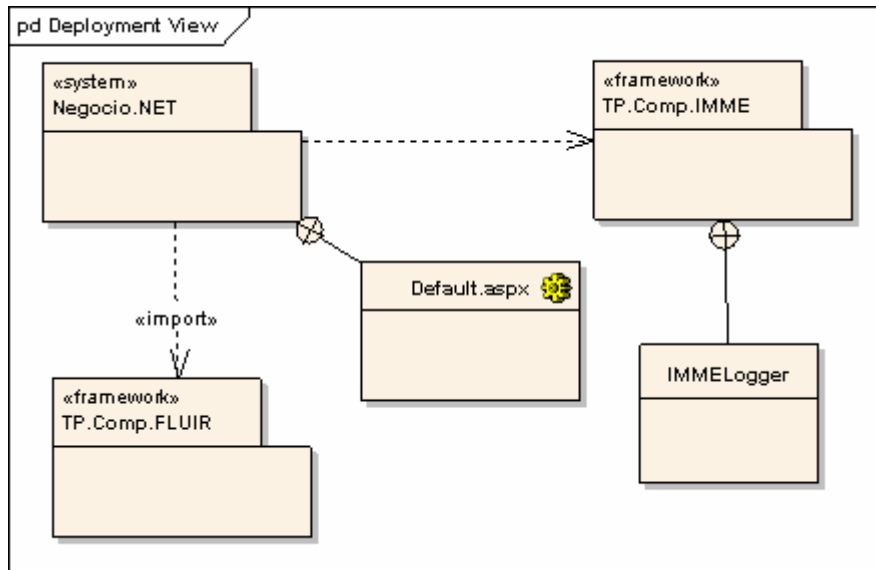 pd Deployment View
«system»
Negocio.NET
«framework»
TP.Comp.IMME
Default.aspx
«import»
IMMELogger
«framework»
TP.Comp.FLUIR